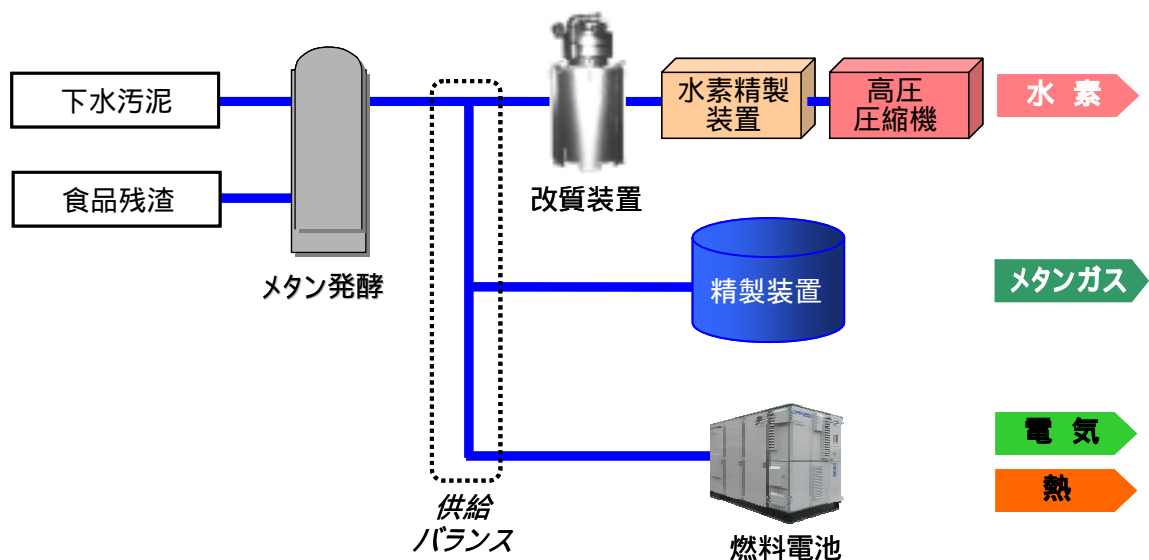 下水汚泥
食品残渣
メタン発酵
供給
バランス
改質装置
水素精製
装置
高圧
圧縮機
水 素
精製装置
メタンガス
燃料電池
電 気
熱